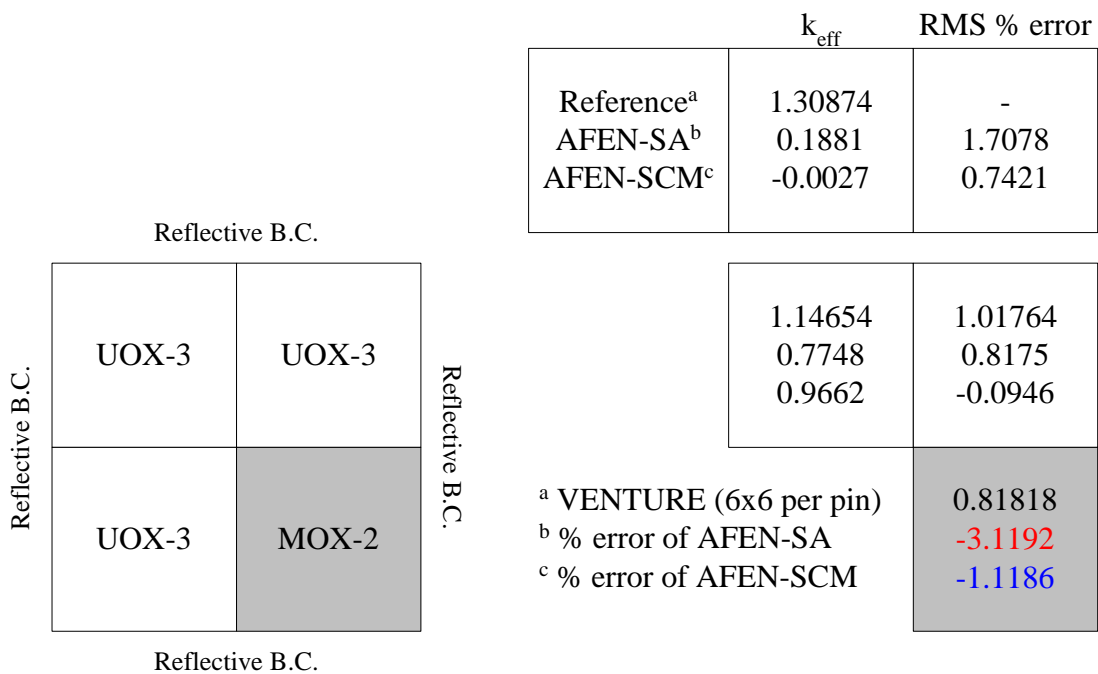 k_eff RMS % error
Reference^a 1.30874 -
AFEN-SA^b 0.1881 1.7078
AFEN-SCM^c -0.0027 0.7421
Reflective B.C.
Reflective B.C.
UOX-3 UOX-3
UOX-3 MOX-2
Reflective B.C.
Reflective B.C.
1.14654 1.01764
0.7748 0.8175
0.9662 -0.0946
^a VENTURE (6x6 per pin) 0.81818
^b % error of AFEN-SA -3.1192
^c % error of AFEN-SCM -1.1186